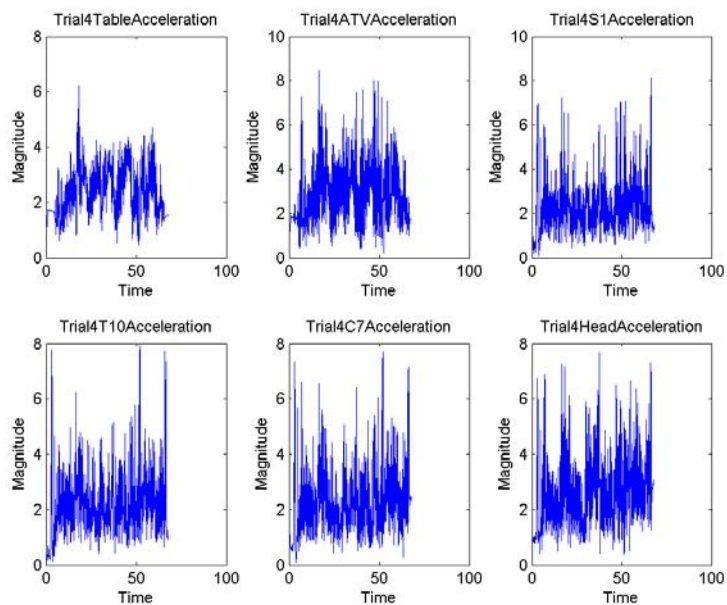 Trial4TableAcceleration
Trial4ATVAcceleration
Trial4S1Acceleration
8
6
4
2
0
Magnitude
0
50
100
Time
10
8
6
4
2
0
Magnitude
0
50
100
Time
10
8
6
4
2
0
Magnitude
0
50
100
Time
Trial4T10Acceleration
Trial4C7Acceleration
Trial4HeadAcceleration
8
6
4
2
0
Magnitude
0
50
100
Time
8
6
4
2
0
Magnitude
0
50
100
Time
8
6
4
2
0
Magnitude
0
50
100
Time